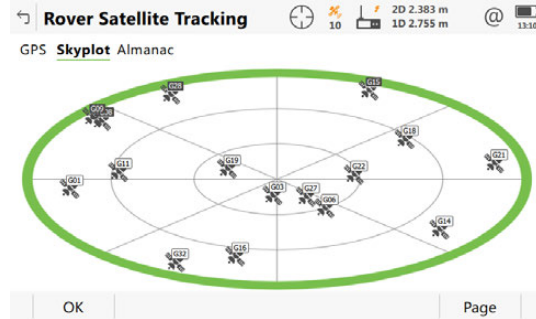 Rover Satellite Tracking
10
2D 2.383 m
1D 2.755 m
@
13:10
GPS Skyplot Almanac
G28
G15
G09
G18
G21
G11
G19
G22
G01
G03
G27
G06
G14
G16
G32
OK
Page